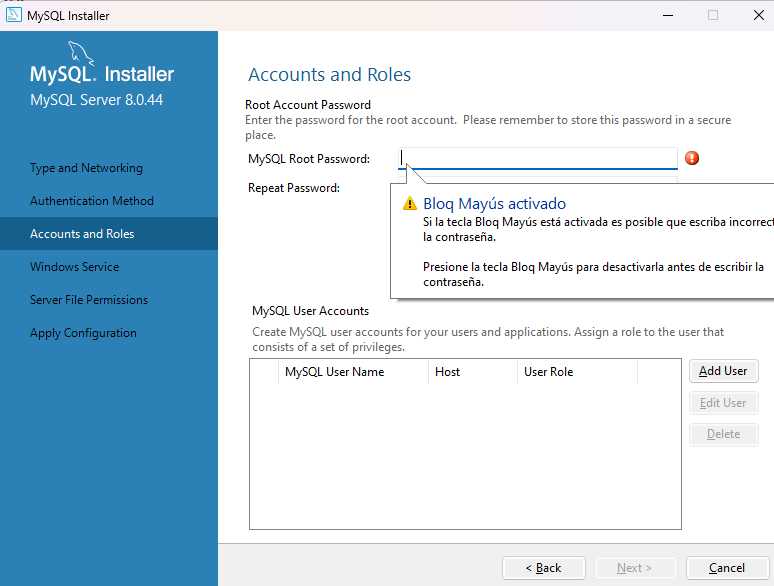 MySQL Installer
MySQL. Installer
MySQL Server 8.0.44
Type and Networking
Authentication Method
Accounts and Roles
Windows Service
Server File Permissions
Apply Configuration
Accounts and Roles
Root Account Password
Enter the password for the root account. Please remember to store this password in a secure
place.
MySQL Root Password:
Repeat Password:
Bloq Mayús activado
Si la tecla Bloq Mayús está activada es posible que escriba incorrect
la contraseña.
Presione la tecla Bloq Mayús para desactivarla antes de escribir la
contraseña.
MySQL User Accounts
Create MySQL user accounts for your users and applications. Assign a role to the user that
consists of a set of privileges.
MySQL User Name Host User Role
Add User
Edit User
Delete
< Back Next > Cancel